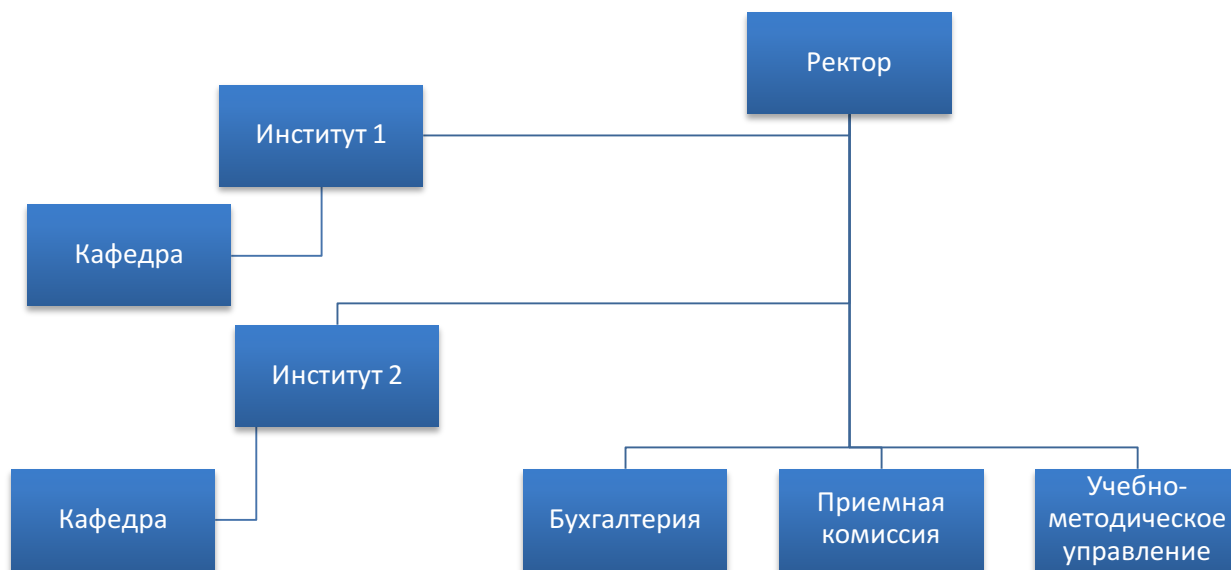 Ректор
Институт 1
Кафедра
Институт 2
Кафедра
Бухгалтерия
Приемная
комиссия
Учебно-
методическое
управление